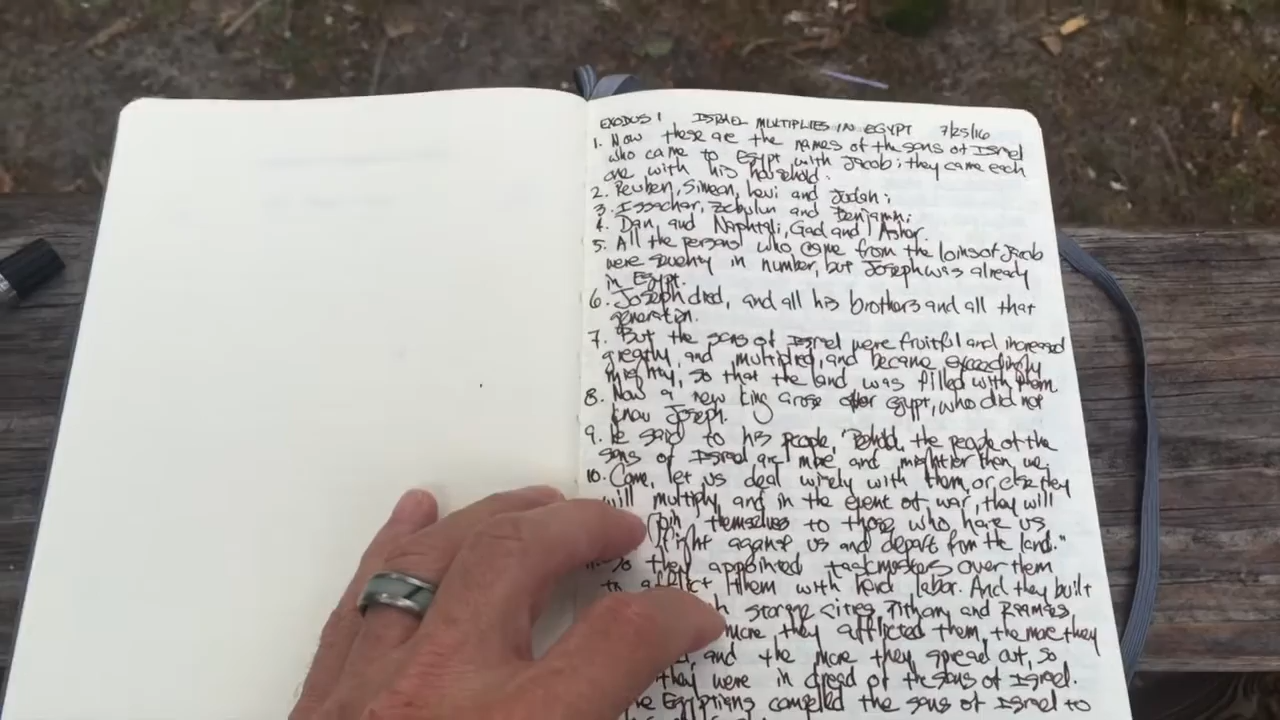 EXODUS 1 ISRAEL MULTIPLIES IN EGYPT 7/25/16
1. Now these are the names of the sons of Israel
who came to Egypt with Jacob; they came each
one with his household:
2. Reuben, Simeon, Levi and Judah;
3. Issachar, Zebulun and Benjamin;
4. Dan and Naphtali, Gad and Asher.
5. All the persons who came from the loins of Jacob
were seventy in number, but Joseph was already
in Egypt.
6. Joseph died, and all his brothers and all that
generation.
7. But the sons of Israel were fruitful and increased
greatly, and multiplied, and became exceedingly
mighty, so that the land was filled with them.
8. Now a new king arose over Egypt, who did not
know Joseph.
9. He said to his people, "Behold, the people of the
sons of Israel are more and mightier then we.
10. Come, let us deal wisely with them, or else they
will multiply, and in the event of war, they will
join themselves to those who hate us,
fight against us and depart from the land."
So they appointed taskmasters over them
to afflict them with hard labor. And they built
storage cities, Pithom and Raamses.
more they afflicted them, the more they
and the more they spread out, so
they were in dread of the sons of Israel.
Egyptians compelled the sons of Israel to